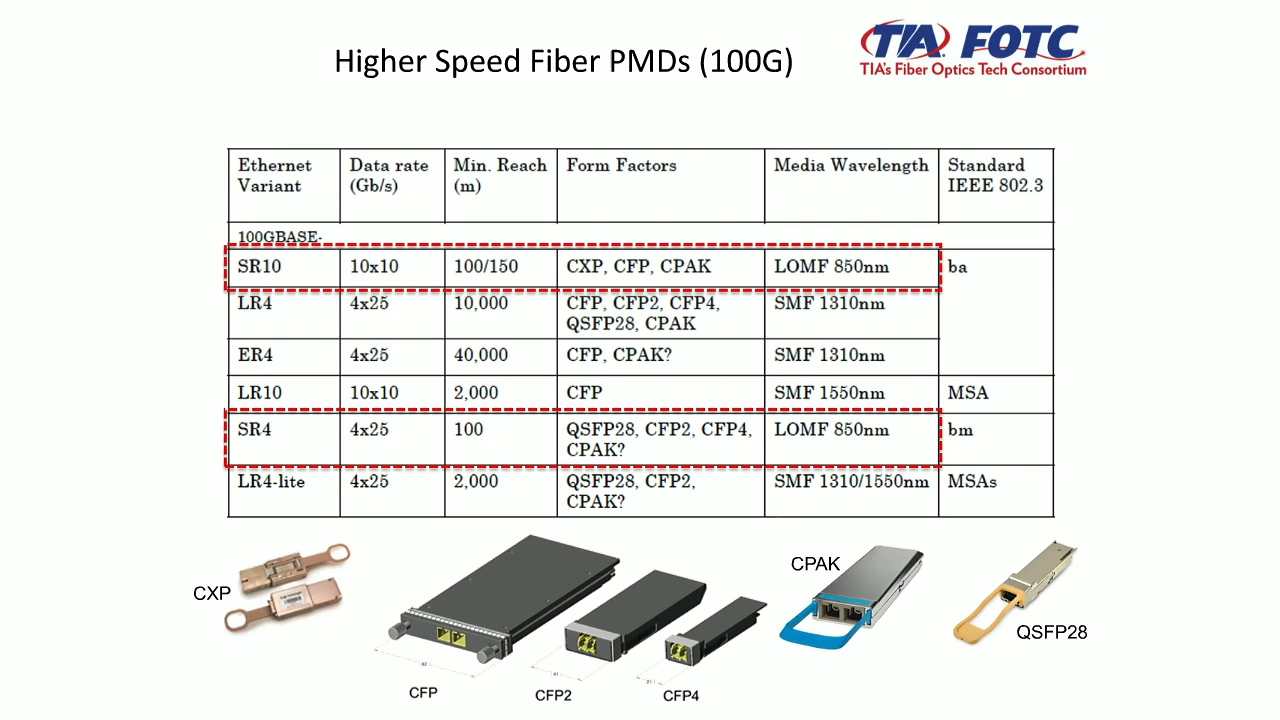 Higher Speed Fiber PMDs (100G)
TIA FOTC
TIA's Fiber Optics Tech Consortium
Ethernet Variant Data rate (Gb/s) Min. Reach (m) Form Factors Media Wavelength Standard IEEE 802.3
100GBASE-
SR10 10x10 100/150 CXP, CFP, CPAK LOMF 850nm ba
LR4 4x25 10,000 CFP, CFP2, CFP4, QSFP28, CPAK SMF 1310nm
ER4 4x25 40,000 CFP, CPAK? SMF 1310nm
LR10 10x10 2,000 CFP SMF 1550nm MSA
SR4 4x25 100 QSFP28, CFP2, CFP4, CPAK? LOMF 850nm bm
LR4-lite 4x25 2,000 QSFP28, CFP2, CPAK? SMF 1310/1550nm MSAs
CXP
CFP
CFP2
CFP4
CPAK
QSFP28